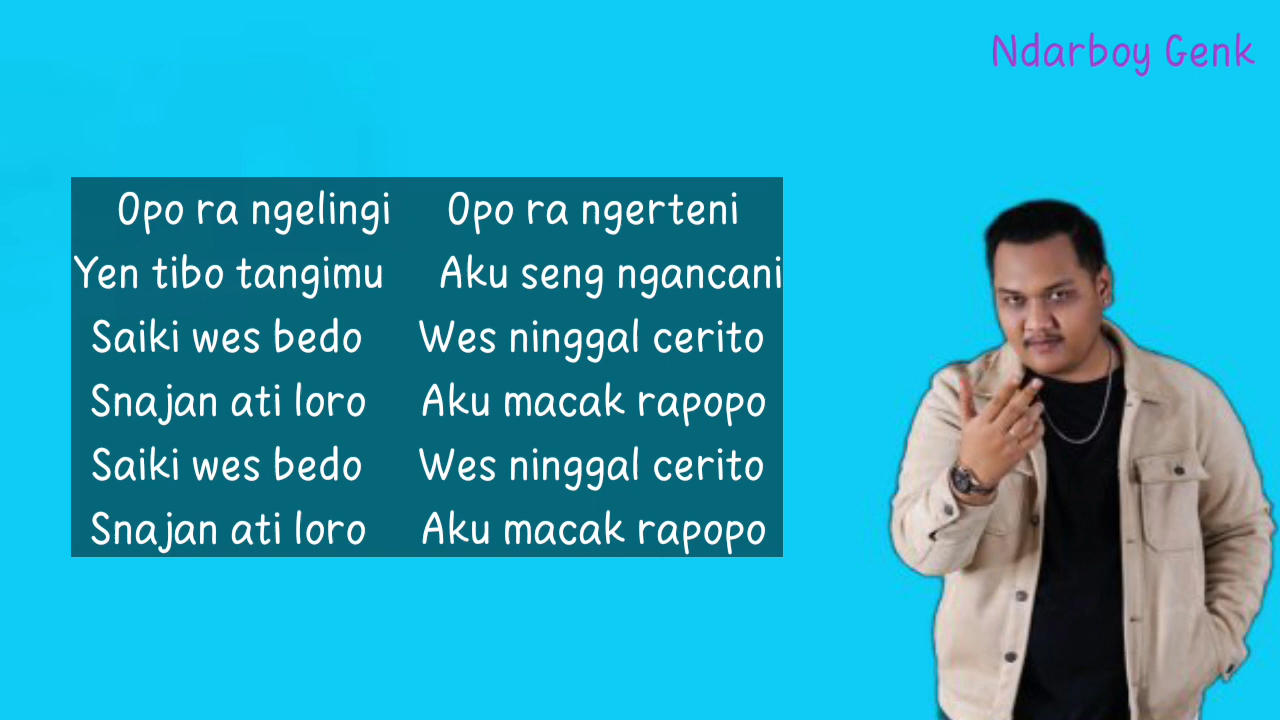 Ndarboy Genk
Opo ra ngelingi Opo ra ngerteni
Yen tibo tangimu Aku seng ngancani
Saiki wes bedo Wes ninggal cerito
Snajan ati loro Aku macak rapopo
Saiki wes bedo Wes ninggal cerito
Snajan ati loro Aku macak rapopo